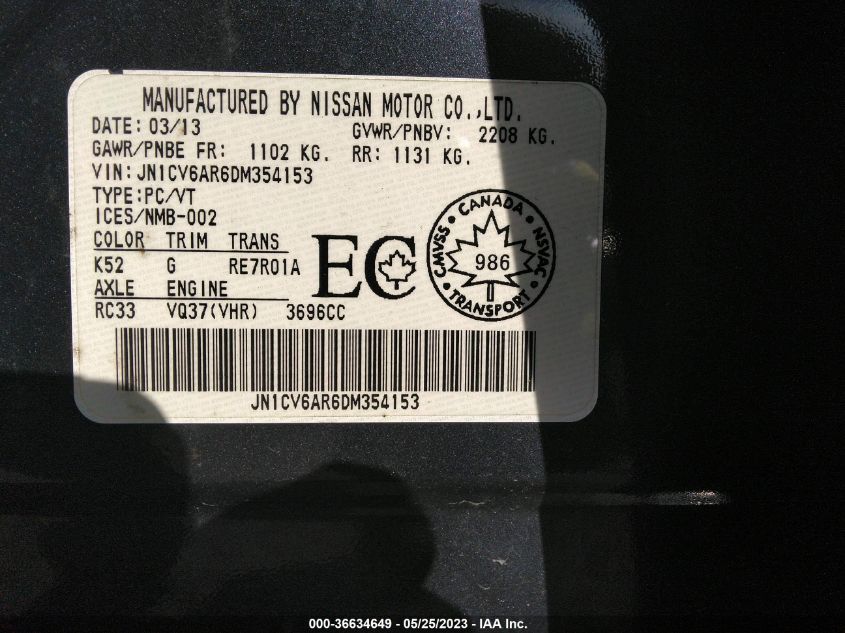 MANUFACTURED BY NISSAN MOTOR CO.,LTD.
DATE: 03/13 GVWR/PNBV: 2208 KG.
GAWR/PNBE FR: 1102 KG. RR: 1131 KG.
VIN: JN1CV6AR6DM354153
TYPE:PC/VT
ICES/NMB-002
COLOR TRIM TRANS
K52 G RE7R01A
AXLE ENGINE
RC33 VQ37(VHR) 3696CC
EC
CANADA
CMVSS 986 NSVAC
TRANSPORT
JN1CV6AR6DM354153
000-36634649 - 05/25/2023 - IAA Inc.